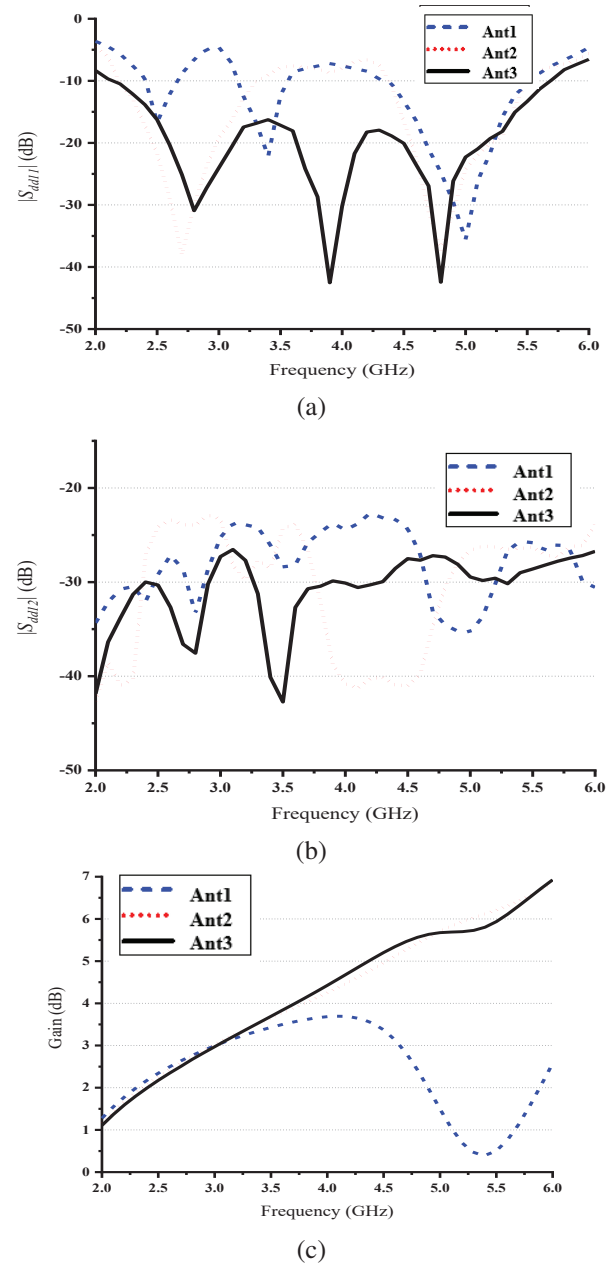 Ant1
Ant2
Ant3
-10
-20
-30
-40
-50
|Sdd11| (dB)
2.0 2.5 3.0 3.5 4.0 4.5 5.0 5.5 6.0
Frequency (GHz)
(a)
Ant1
Ant2
Ant3
-20
-30
-40
-50
|Sdd12| (dB)
2.0 2.5 3.0 3.5 4.0 4.5 5.0 5.5 6.0
Frequency (GHz)
(b)
Ant1
Ant2
Ant3
7
6
5
4
3
2
1
0
Gain (dB)
2.0 2.5 3.0 3.5 4.0 4.5 5.0 5.5 6.0
Frequency (GHz)
(c)